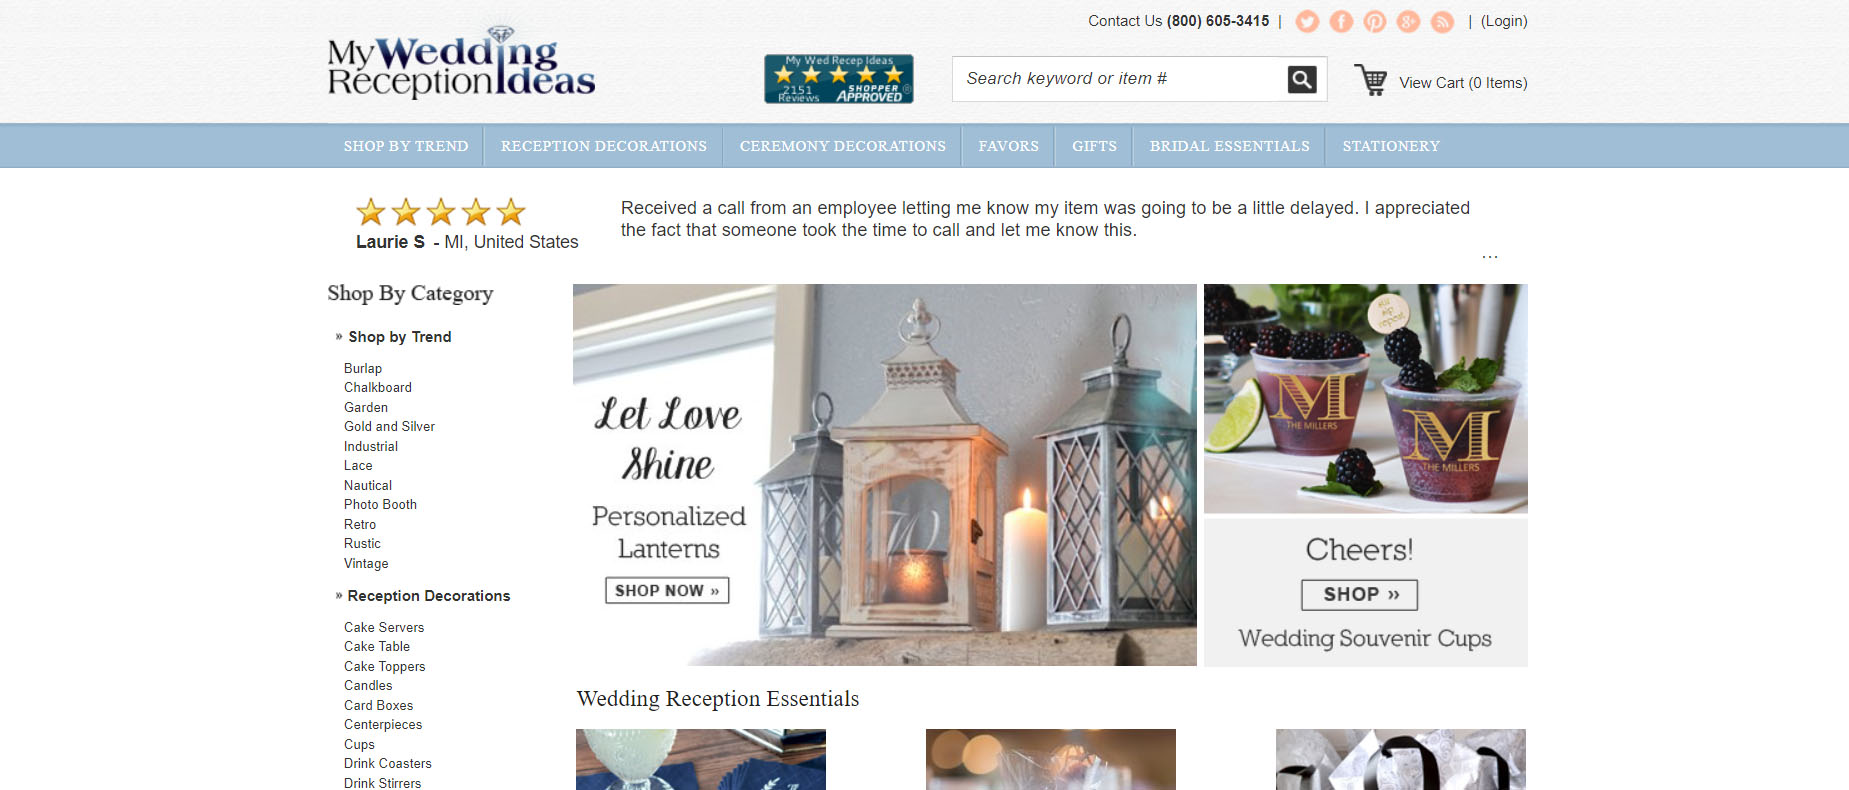 Contact Us (800) 605-3415 | | (Login)
My Wedding
Reception Ideas
My Wed Recep Ideas
2151
Reviews
SHOPPER
APPROVED®
Search keyword or item #
View Cart (0 Items)
SHOP BY TREND
RECEPTION DECORATIONS
CEREMONY DECORATIONS
FAVORS
GIFTS
BRIDAL ESSENTIALS
STATIONERY
Laurie S - MI, United States
Received a call from an employee letting me know my item was going to be a little delayed. I appreciated
the fact that someone took the time to call and let me know this.
...
Shop By Category
» Shop by Trend
Burlap
Chalkboard
Garden
Gold and Silver
Industrial
Lace
Nautical
Photo Booth
Retro
Rustic
Vintage
» Reception Decorations
Cake Servers
Cake Table
Cake Toppers
Candles
Card Boxes
Centerpieces
Cups
Drink Coasters
Drink Stirrers
Let Love
Shine
Personalized
Lanterns
SHOP NOW »
W
sip
repeat
M
THE MILLERS
M
THE MILLERS
Cheers!
SHOP »
Wedding Souvenir Cups
Wedding Reception Essentials